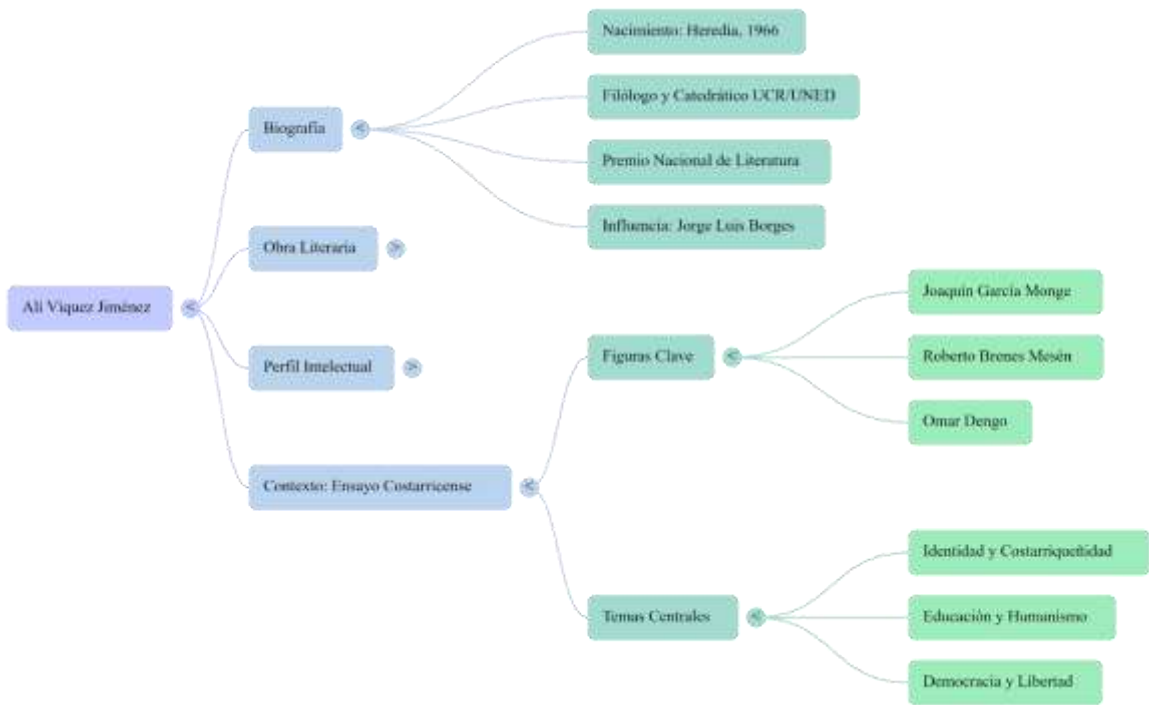 Nacimiento: Heredia, 1966
Filólogo y Catedrático UCR/UNED
Biografía
Premio Nacional de Literatura
Influencia: Jorge Luis Borges
Obra Literaria
Alí Víquez Jiménez
Joaquín García Monge
Perfil Intelectual
Figuras Clave
Roberto Brenes Mesén
Omar Dengo
Contexto: Ensayo Costarricense
Identidad y Costarriqueñidad
Temas Centrales
Educación y Humanismo
Democracia y Libertad